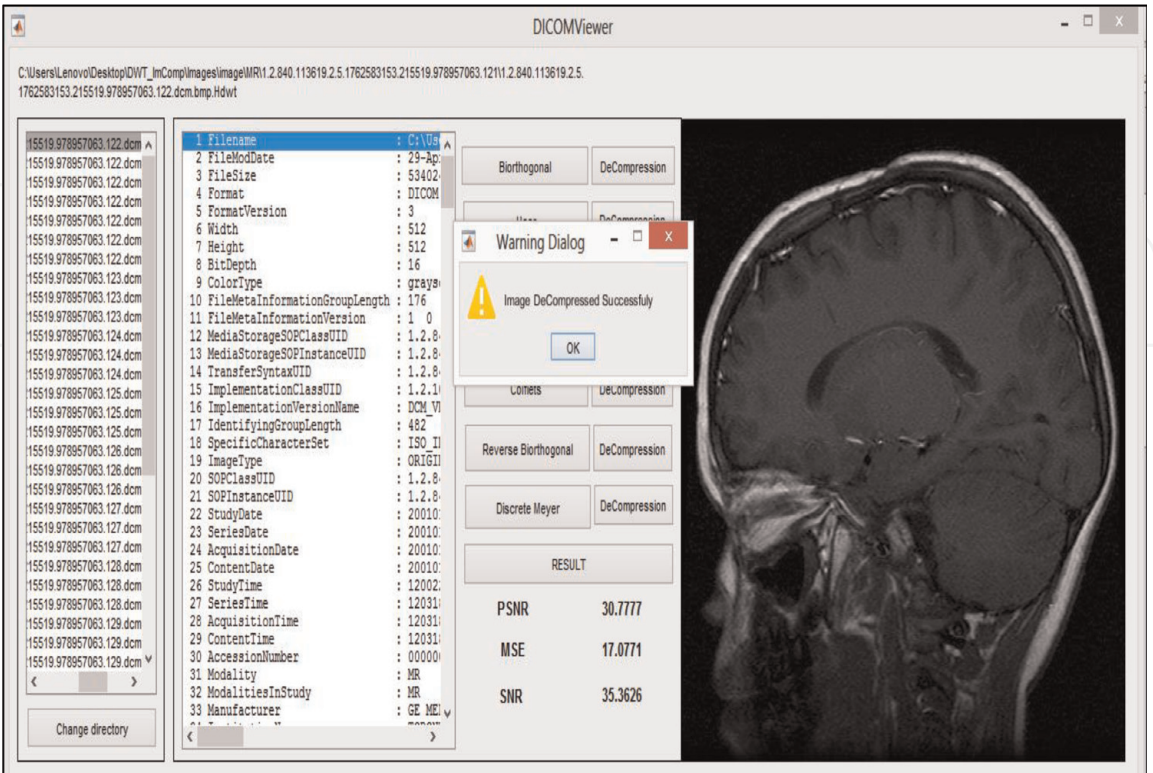 DICOMViewer
C:\Users\Lenovo\Desktop\DWT_ImComp\Images\image\MR\1.2.840.113619.2.5.1762583153.215519.978957063.121\1.2.840.113619.2.5.
1762583153.215519.978957063.122.dcm.bmp.Hdwt
15519.978957063.122.dcm
15519.978957063.122.dcm
15519.978957063.122.dcm
15519.978957063.122.dcm
15519.978957063.122.dcm
15519.978957063.122.dcm
15519.978957063.122.dcm
15519.978957063.123.dcm
15519.978957063.123.dcm
15519.978957063.123.dcm
15519.978957063.124.dcm
15519.978957063.124.dcm
15519.978957063.124.dcm
15519.978957063.125.dcm
15519.978957063.125.dcm
15519.978957063.125.dcm
15519.978957063.126.dcm
15519.978957063.126.dcm
15519.978957063.126.dcm
15519.978957063.127.dcm
15519.978957063.127.dcm
15519.978957063.127.dcm
15519.978957063.128.dcm
15519.978957063.128.dcm
15519.978957063.128.dcm
15519.978957063.129.dcm
15519.978957063.129.dcm
15519.978957063.129.dcm
Change directory
1 Filename : C:\Us
2 FileModDate : 29-Ap
3 FileSize : 53402
4 Format : DICOM
5 FormatVersion : 3
6 Width : 512
7 Height : 512
8 BitDepth : 16
9 ColorType : grays
10 FileMetaInformationGroupLength : 176
11 FileMetaInformationVersion : 1 0
12 MediaStorageSOPClassUID : 1.2.8
13 MediaStorageSOPInstanceUID : 1.2.8
14 TransferSyntaxUID : 1.2.8
15 ImplementationClassUID : 1.2.1
16 ImplementationVersionName : DCM_V
17 IdentifyingGroupLength : 482
18 SpecificCharacterSet : ISO_I
19 ImageType : ORIGI
20 SOPClassUID : 1.2.8
21 SOPInstanceUID : 1.2.8
22 StudyDate : 20010
23 SeriesDate : 20010
24 AcquisitionDate : 20010
25 ContentDate : 20010
26 StudyTime : 12002
27 SeriesTime : 12031
28 AcquisitionTime : 12031
29 ContentTime : 12031
30 AccessionNumber : 00000
31 Modality : MR
32 ModalitiesInStudy : MR
33 Manufacturer : GE ME
Biorthogonal DeCompression
DeCompression
Warning Dialog
Image DeCompressed Successfuly
OK
Coiflets DeCompression
Reverse Biorthogonal DeCompression
Discrete Meyer DeCompression
RESULT
PSNR 30.7777
MSE 17.0771
SNR 35.3626